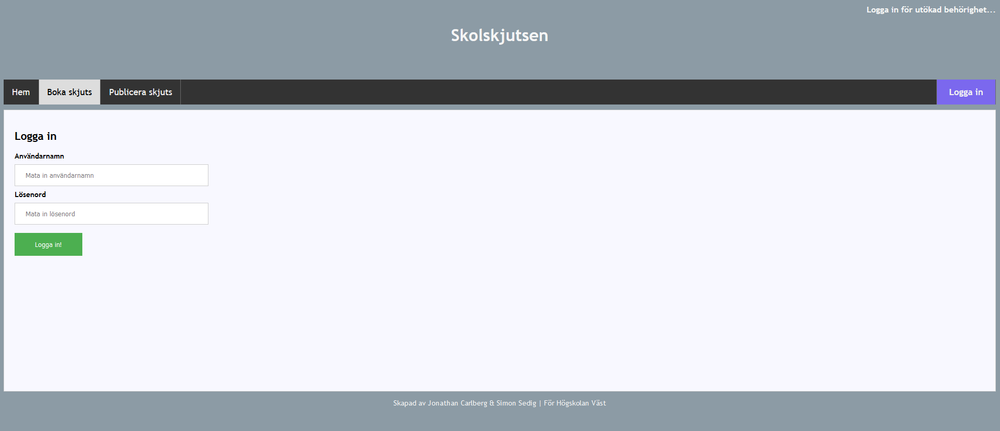 Logga in för utökad behörighet...
Skolskjutsen
Hem Boka skjuts Publicera skjuts Logga in
Logga in
Användarnamn
Mata in användarnamn
Lösenord
Mata in lösenord
Logga in!
Skapad av Jonathan Carlberg & Simon Sedig | För Högskolan Väst